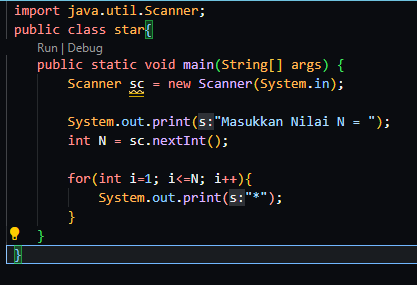 import java.util.Scanner;
public class star{
Run | Debug
public static void main(String[] args) {
Scanner sc = new Scanner(System.in);
System.out.print(s:"Masukkan Nilai N = ");
int N = sc.nextInt();
for(int i=1; i<=N; i++){
System.out.print(s:"*");
}
}
}